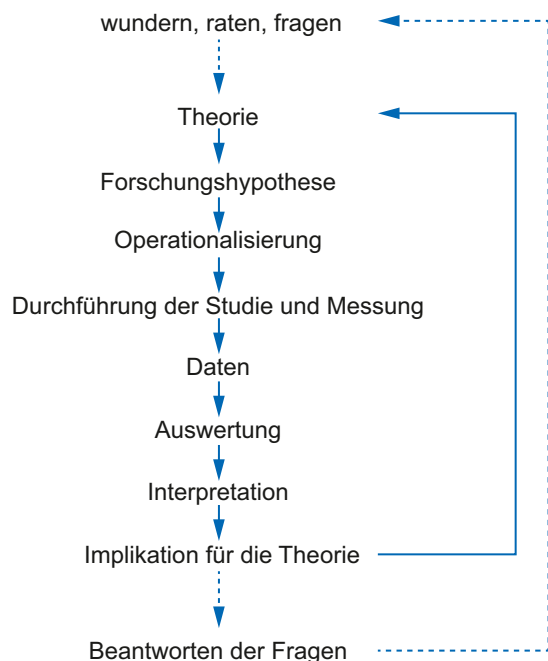 wundern, raten, fragen
Theorie
Forschungshypothese
Operationalisierung
Durchführung der Studie und Messung
Daten
Auswertung
Interpretation
Implikation für die Theorie
Beantworten der Fragen